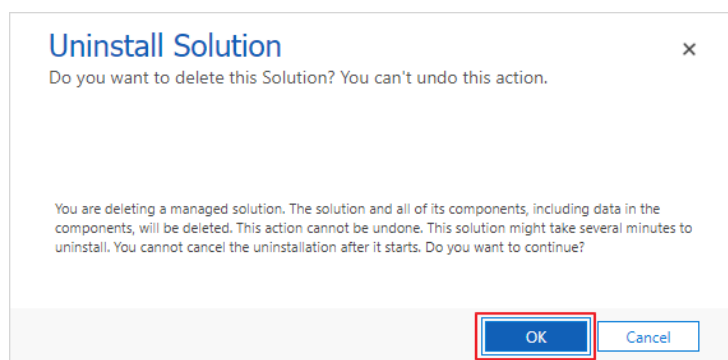 Uninstall Solution
Do you want to delete this Solution? You can't undo this action.
You are deleting a managed solution. The solution and all of its components, including data in the
components, will be deleted. This action cannot be undone. This solution might take several minutes to
uninstall. You cannot cancel the uninstallation after it starts. Do you want to continue?
OK
Cancel